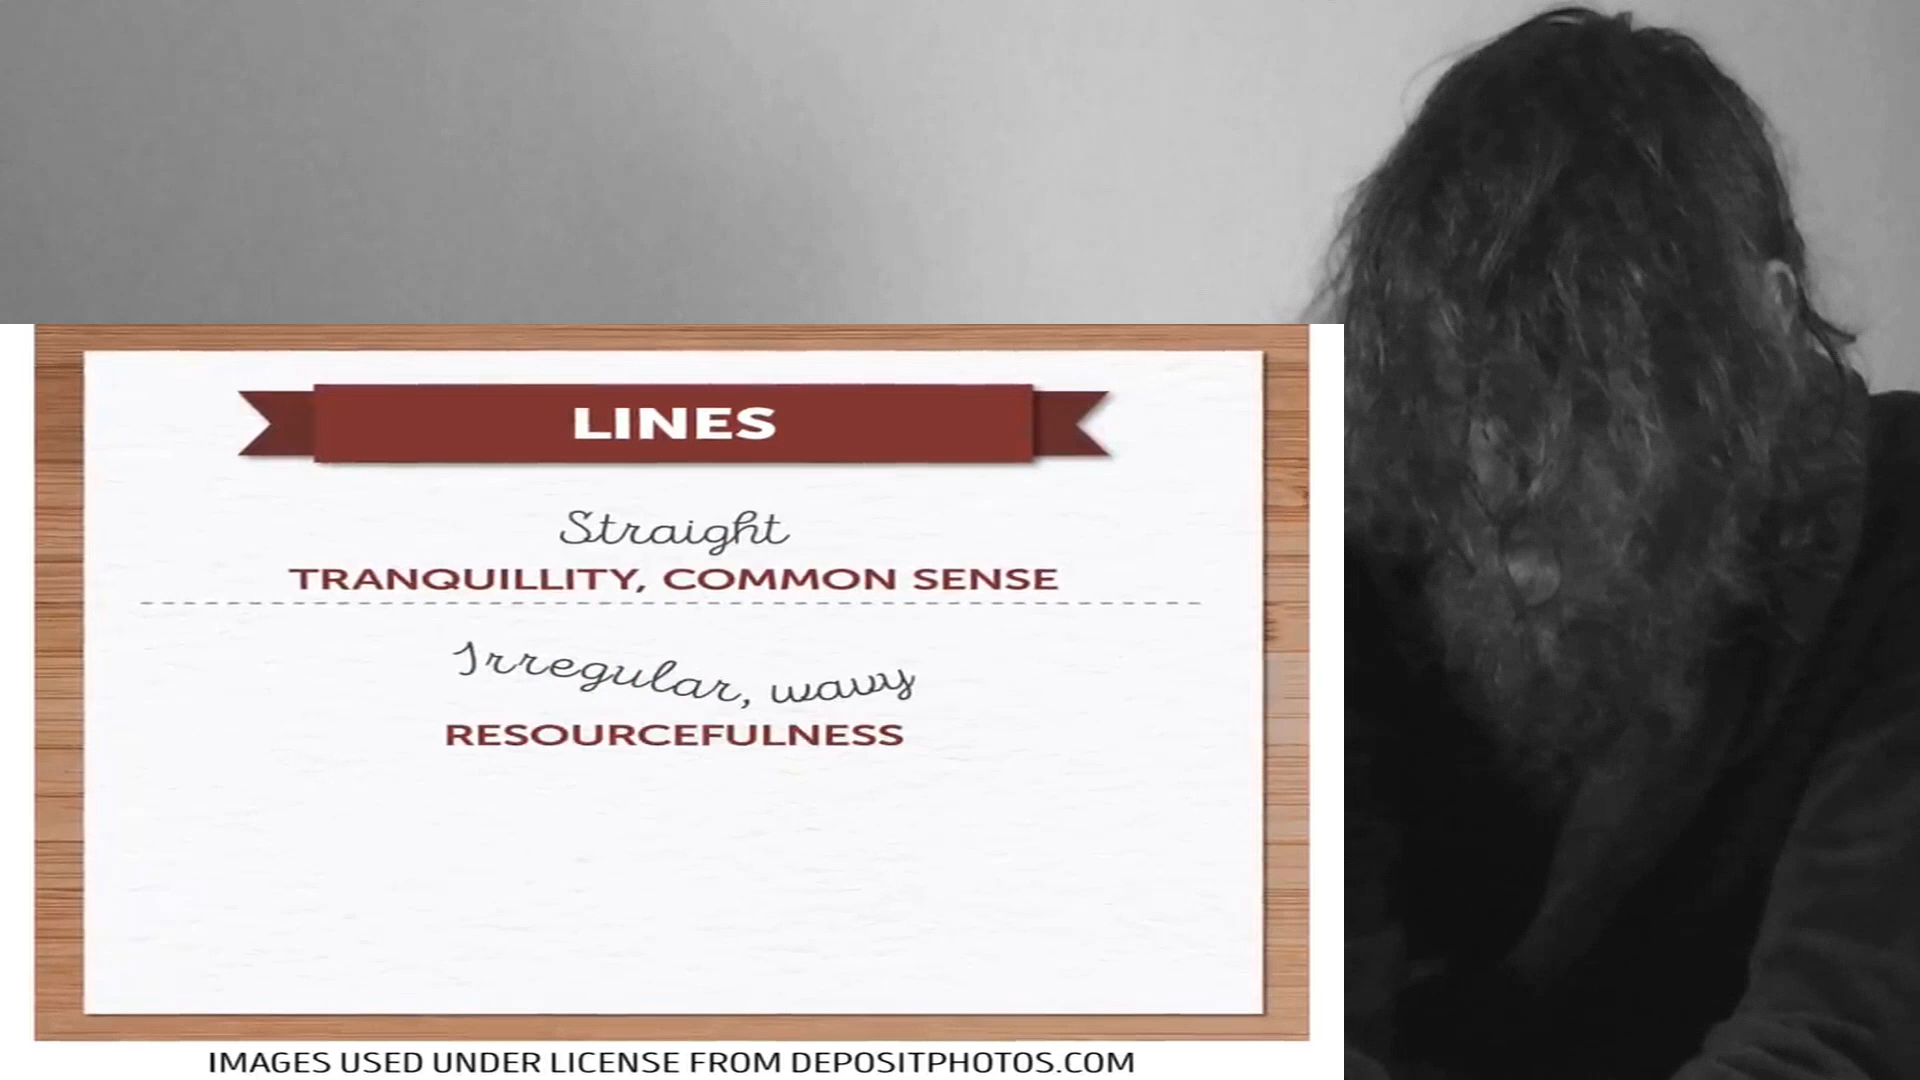 LINES
Straight
TRANQUILLITY, COMMON SENSE
Irregular, wavy
RESOURCEFULNESS
IMAGES USED UNDER LICENSE FROM DEPOSITPHOTOS.COM